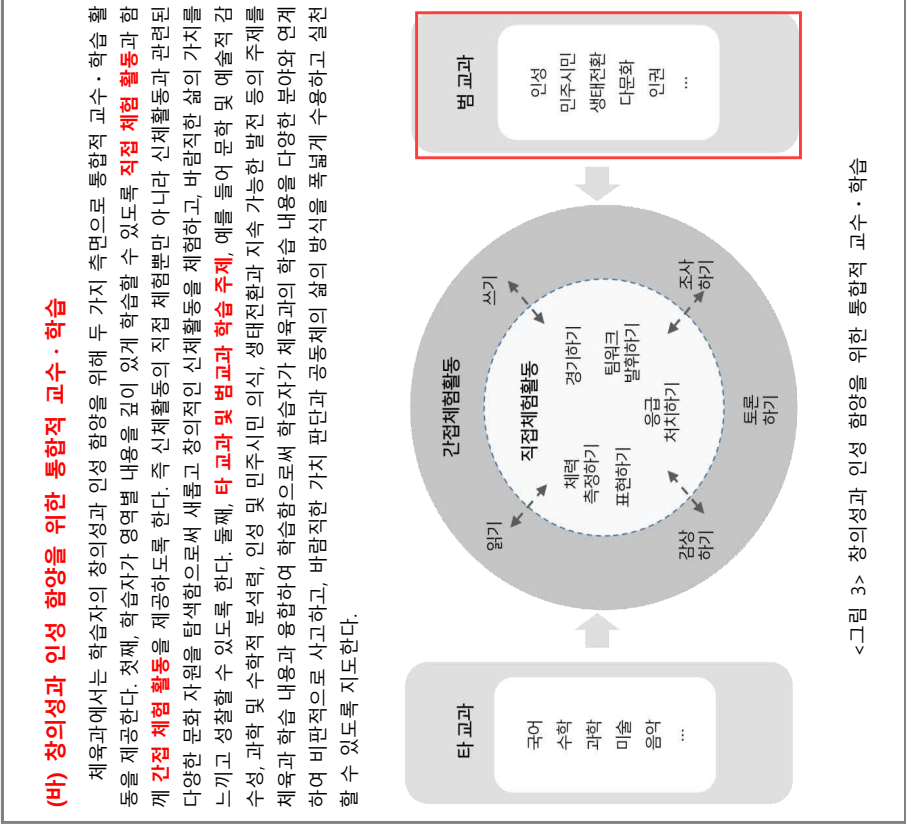 (바) 창의성과 인성 함양을 위한 통합적 교수・학습
체육과에서는 학습자의 창의성과 인성 함양을 위해 두 가지 측면으로 통합적 교수・학습 활
동을 제공한다. 첫째, 학습자가 영역별 내용을 깊이 있게 학습할 수 있도록 직접 체험 활동과 함
께 간접 체험 활동을 제공하도록 한다. 즉 신체활동의 직접 체험뿐만 아니라 신체활동과 관련된
다양한 문화 자원을 탐색함으로써 새롭고 창의적인 신체활동을 체험하고, 바람직한 삶의 가치를
느끼고 성찰할 수 있도록 한다. 둘째, 타 교과 및 범교과 학습 주제, 예를 들어 문학 및 예술적 감
수성, 과학 및 수학적 분석력, 인성 및 민주시민 의식, 생태전환과 지속 가능한 발전 등의 주제를
체육과 학습 내용과 융합하여 학습함으로써 학습자가 체육과의 학습 내용을 다양한 분야와 연계
하여 비판적으로 사고하고, 바람직한 가치 판단과 공동체의 삶의 방식을 폭넓게 수용하고 실천
할 수 있도록 지도한다.
타 교과
국어
수학
과학
미술
음악
...
간접체험활동
읽기
쓰기
직접체험활동
체력
측정하기
경기하기
표현하기
팀워크
발휘하기
응급
처치하기
감상
하기
조사
하기
토론
하기
범 교과
인성
민주시민
생태전환
다문화
인권
...
<그림 3> 창의성과 인성 함양을 위한 통합적 교수・학습